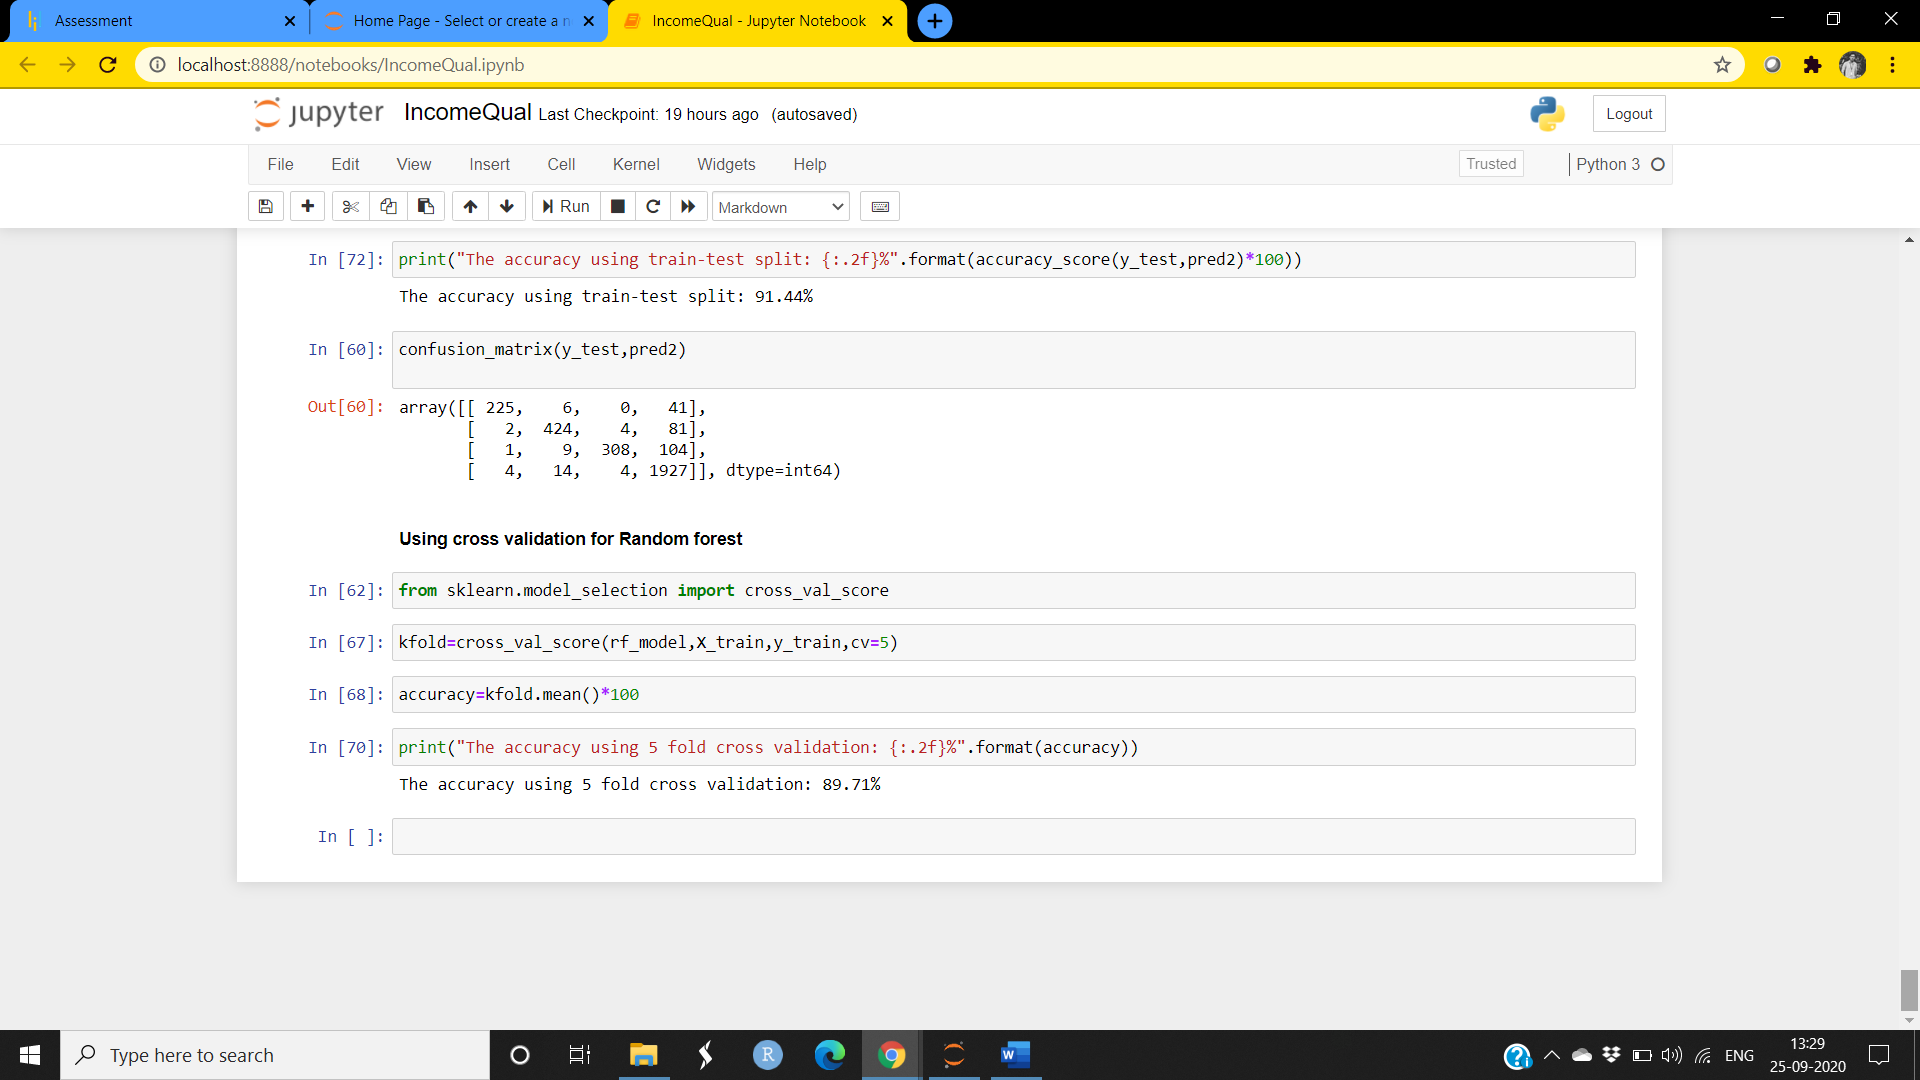 Assessment
Home Page - Select or create a n
IncomeQual - Jupyter Notebook
localhost:8888/notebooks/IncomeQual.ipynb
jupyter IncomeQual Last Checkpoint: 19 hours ago (autosaved)
Logout
File Edit View Insert Cell Kernel Widgets Help
Trusted
Python 3
Run
Markdown
In [72]: print("The accuracy using train-test split: {:.2f}%".format(accuracy_score(y_test,pred2)*100))
The accuracy using train-test split: 91.44%
In [60]: confusion_matrix(y_test,pred2)
Out[60]: array([[ 225,    6,    0,   41],
[   2,  424,    4,   81],
[   1,    9,  308,  104],
[   4,   14,    4, 1927]], dtype=int64)
Using cross validation for Random forest
In [62]: from sklearn.model_selection import cross_val_score
In [67]: kfold=cross_val_score(rf_model,X_train,y_train,cv=5)
In [68]: accuracy=kfold.mean()*100
In [70]: print("The accuracy using 5 fold cross validation: {:.2f}%".format(accuracy))
The accuracy using 5 fold cross validation: 89.71%
In [ ]:
Type here to search
R
W
ENG
13:29
25-09-2020